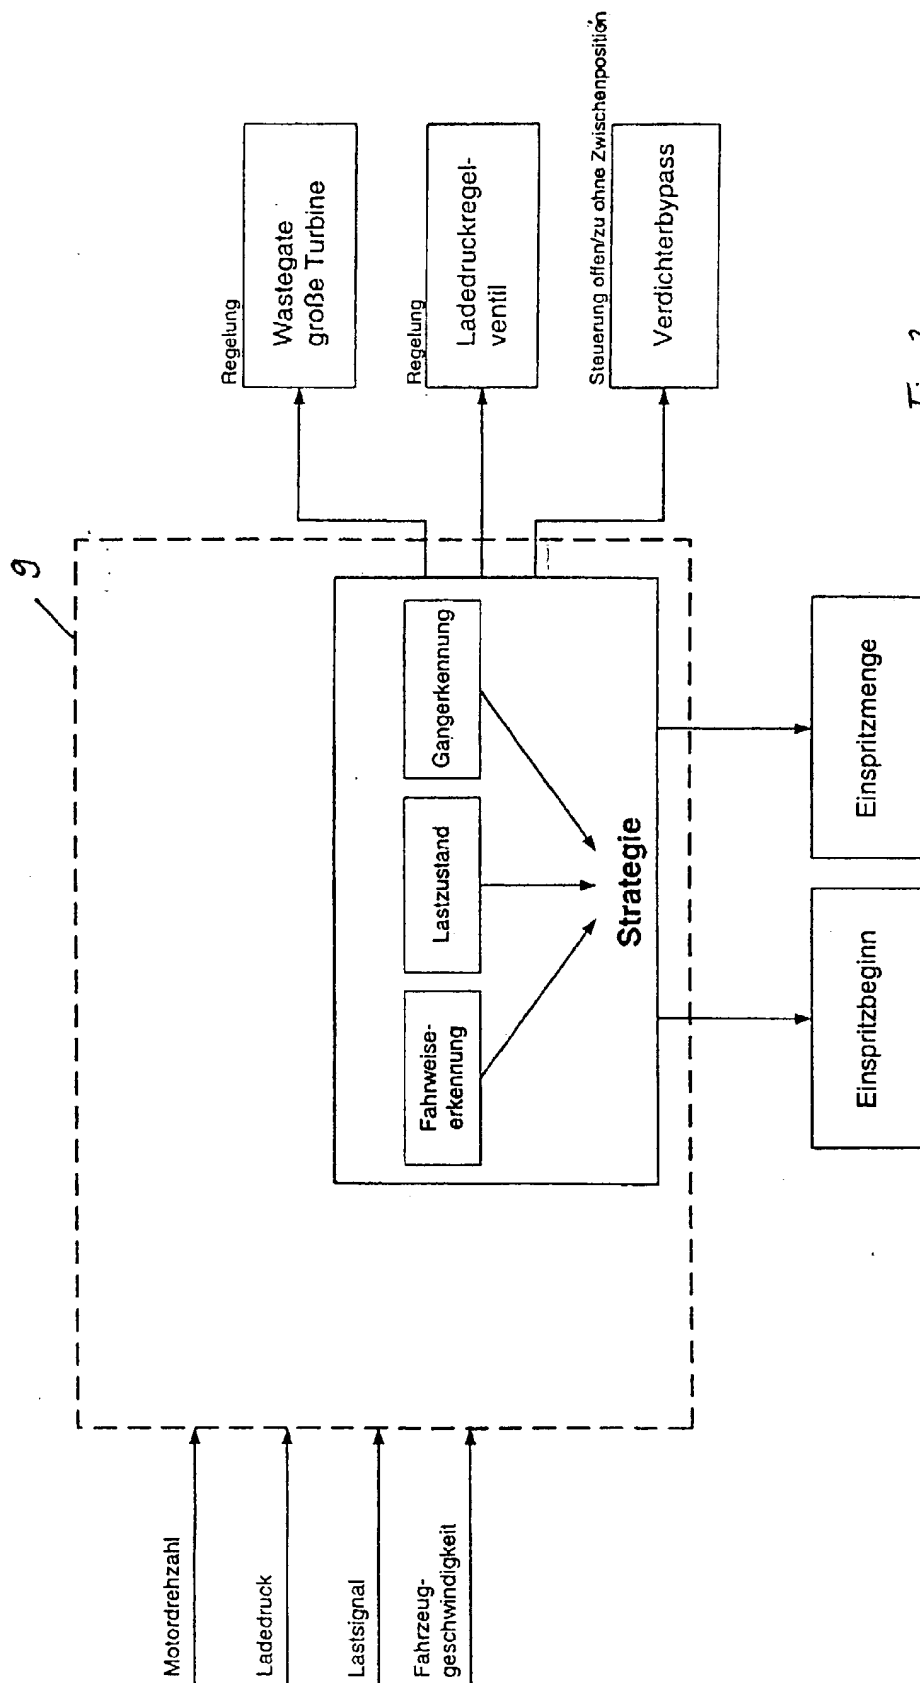 9
Motordrehzahl
Ladedruck
Lastsignal
Fahrzeug-
geschwindigkeit
Fahrweise-
erkennung
Lastzustand
Gangerkennung
Strategie
Regelung
Wastegate
große Turbine
Regelung
Ladedruckregel-
ventil
Steuerung offen/zu ohne Zwischenposition
Verdichterbypass
Einspritzbeginn
Einspritzmenge